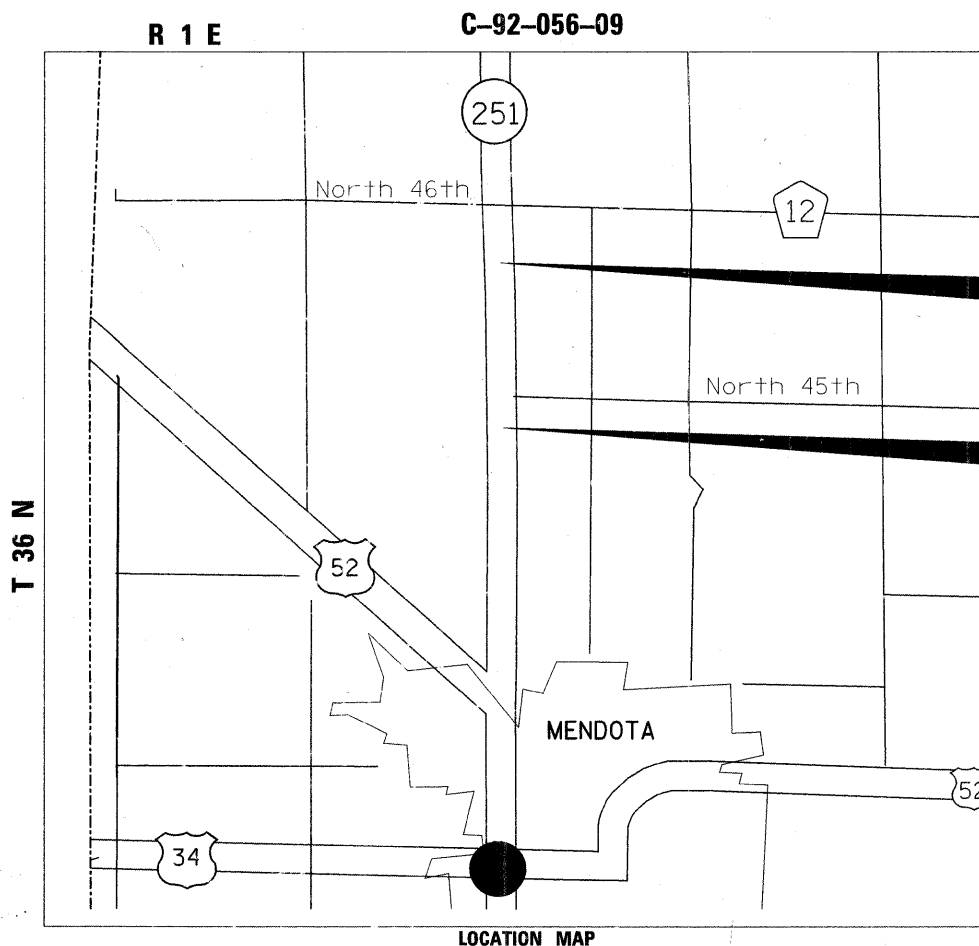 R 1 E
C-92-056-09
251
North 46th
12
North 45th
T 36 N
52
MENDOTA
52
34
LOCATION MAP